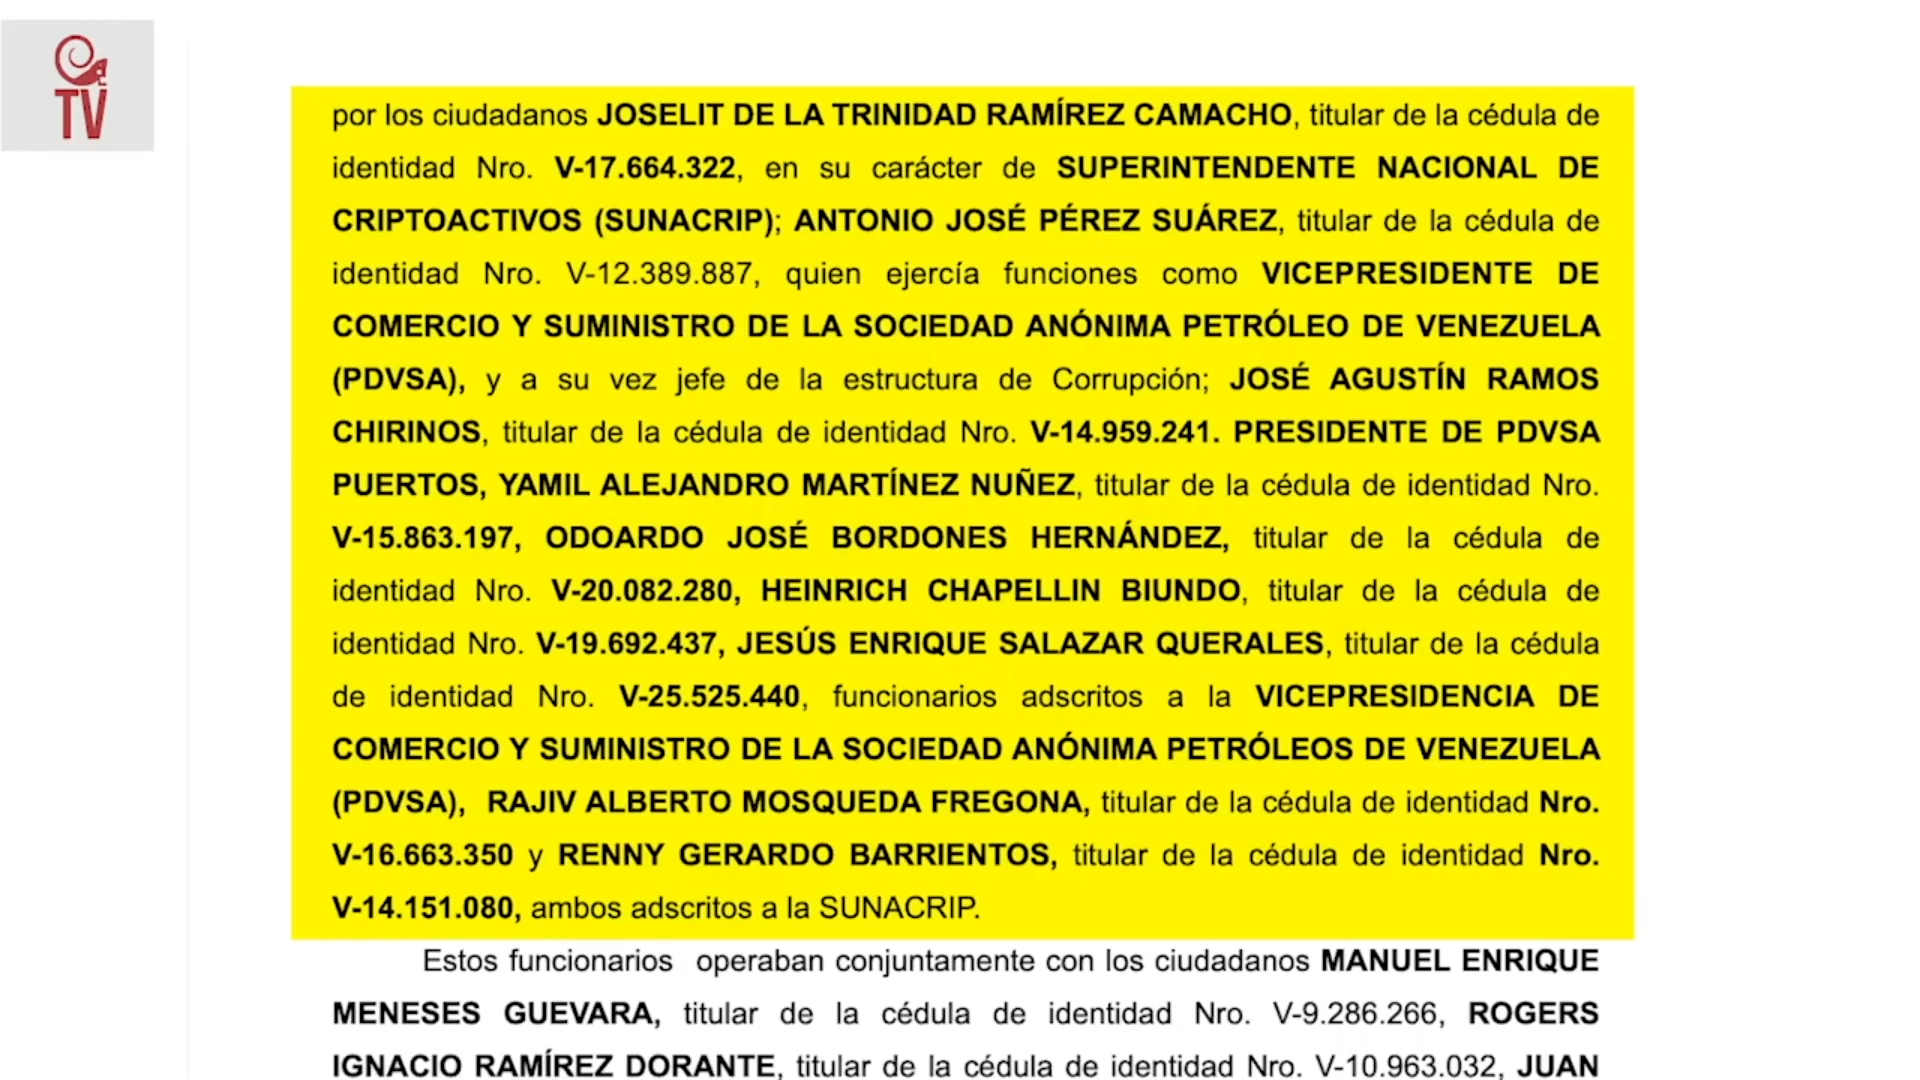 TV
por los ciudadanos JOSELIT DE LA TRINIDAD RAMÍREZ CAMACHO, titular de la cédula de
identidad Nro. V-17.664.322, en su carácter de SUPERINTENDENTE NACIONAL DE
CRIPTOACTIVOS (SUNACRIP); ANTONIO JOSÉ PÉREZ SUÁREZ, titular de la cédula de
identidad Nro. V-12.389.887, quien ejercía funciones como VICEPRESIDENTE DE
COMERCIO Y SUMINISTRO DE LA SOCIEDAD ANÓNIMA PETRÓLEO DE VENEZUELA
(PDVSA), y a su vez jefe de la estructura de Corrupción; JOSÉ AGUSTÍN RAMOS
CHIRINOS, titular de la cédula de identidad Nro. V-14.959.241. PRESIDENTE DE PDVSA
PUERTOS, YAMIL ALEJANDRO MARTÍNEZ NUÑEZ, titular de la cédula de identidad Nro.
V-15.863.197, ODOARDO JOSÉ BORDONES HERNÁNDEZ, titular de la cédula de
identidad Nro. V-20.082.280, HEINRICH CHAPELLIN BIUNDO, titular de la cédula de
identidad Nro. V-19.692.437, JESÚS ENRIQUE SALAZAR QUERALES, titular de la cédula
de identidad Nro. V-25.525.440, funcionarios adscritos a la VICEPRESIDENCIA DE
COMERCIO Y SUMINISTRO DE LA SOCIEDAD ANÓNIMA PETRÓLEOS DE VENEZUELA
(PDVSA), RAJIV ALBERTO MOSQUEDA FREGONA, titular de la cédula de identidad Nro.
V-16.663.350 y RENNY GERARDO BARRIENTOS, titular de la cédula de identidad Nro.
V-14.151.080, ambos adscritos a la SUNACRIP.
Estos funcionarios operaban conjuntamente con los ciudadanos MANUEL ENRIQUE
MENESES GUEVARA, titular de la cédula de identidad Nro. V-9.286.266, ROGERS
IGNACIO RAMÍREZ DORANTE, titular de la cédula de identidad Nro. V-10.963.032, JUAN